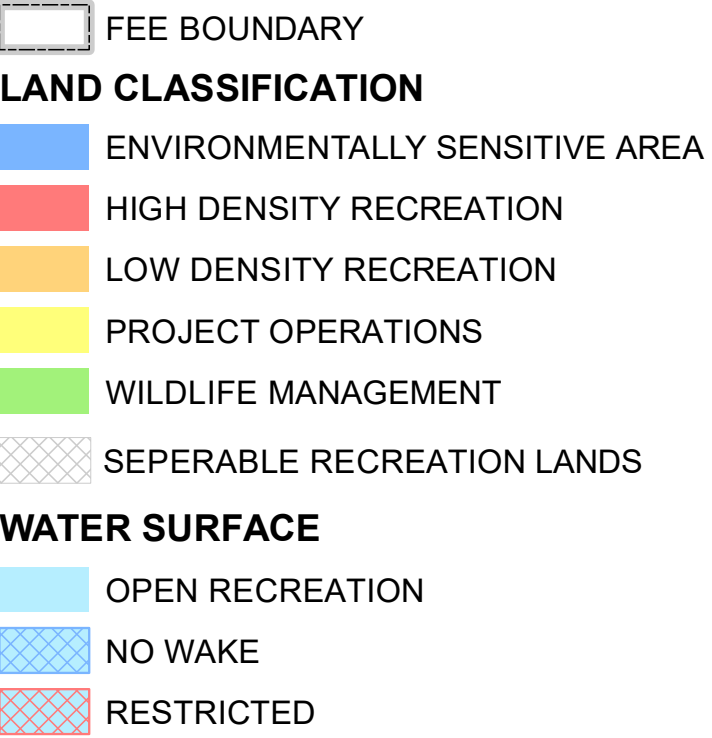 FEE BOUNDARY
LAND CLASSIFICATION
ENVIRONMENTALLY SENSITIVE AREA
HIGH DENSITY RECREATION
LOW DENSITY RECREATION
PROJECT OPERATIONS
WILDLIFE MANAGEMENT
SEPERABLE RECREATION LANDS
WATER SURFACE
OPEN RECREATION
NO WAKE
RESTRICTED